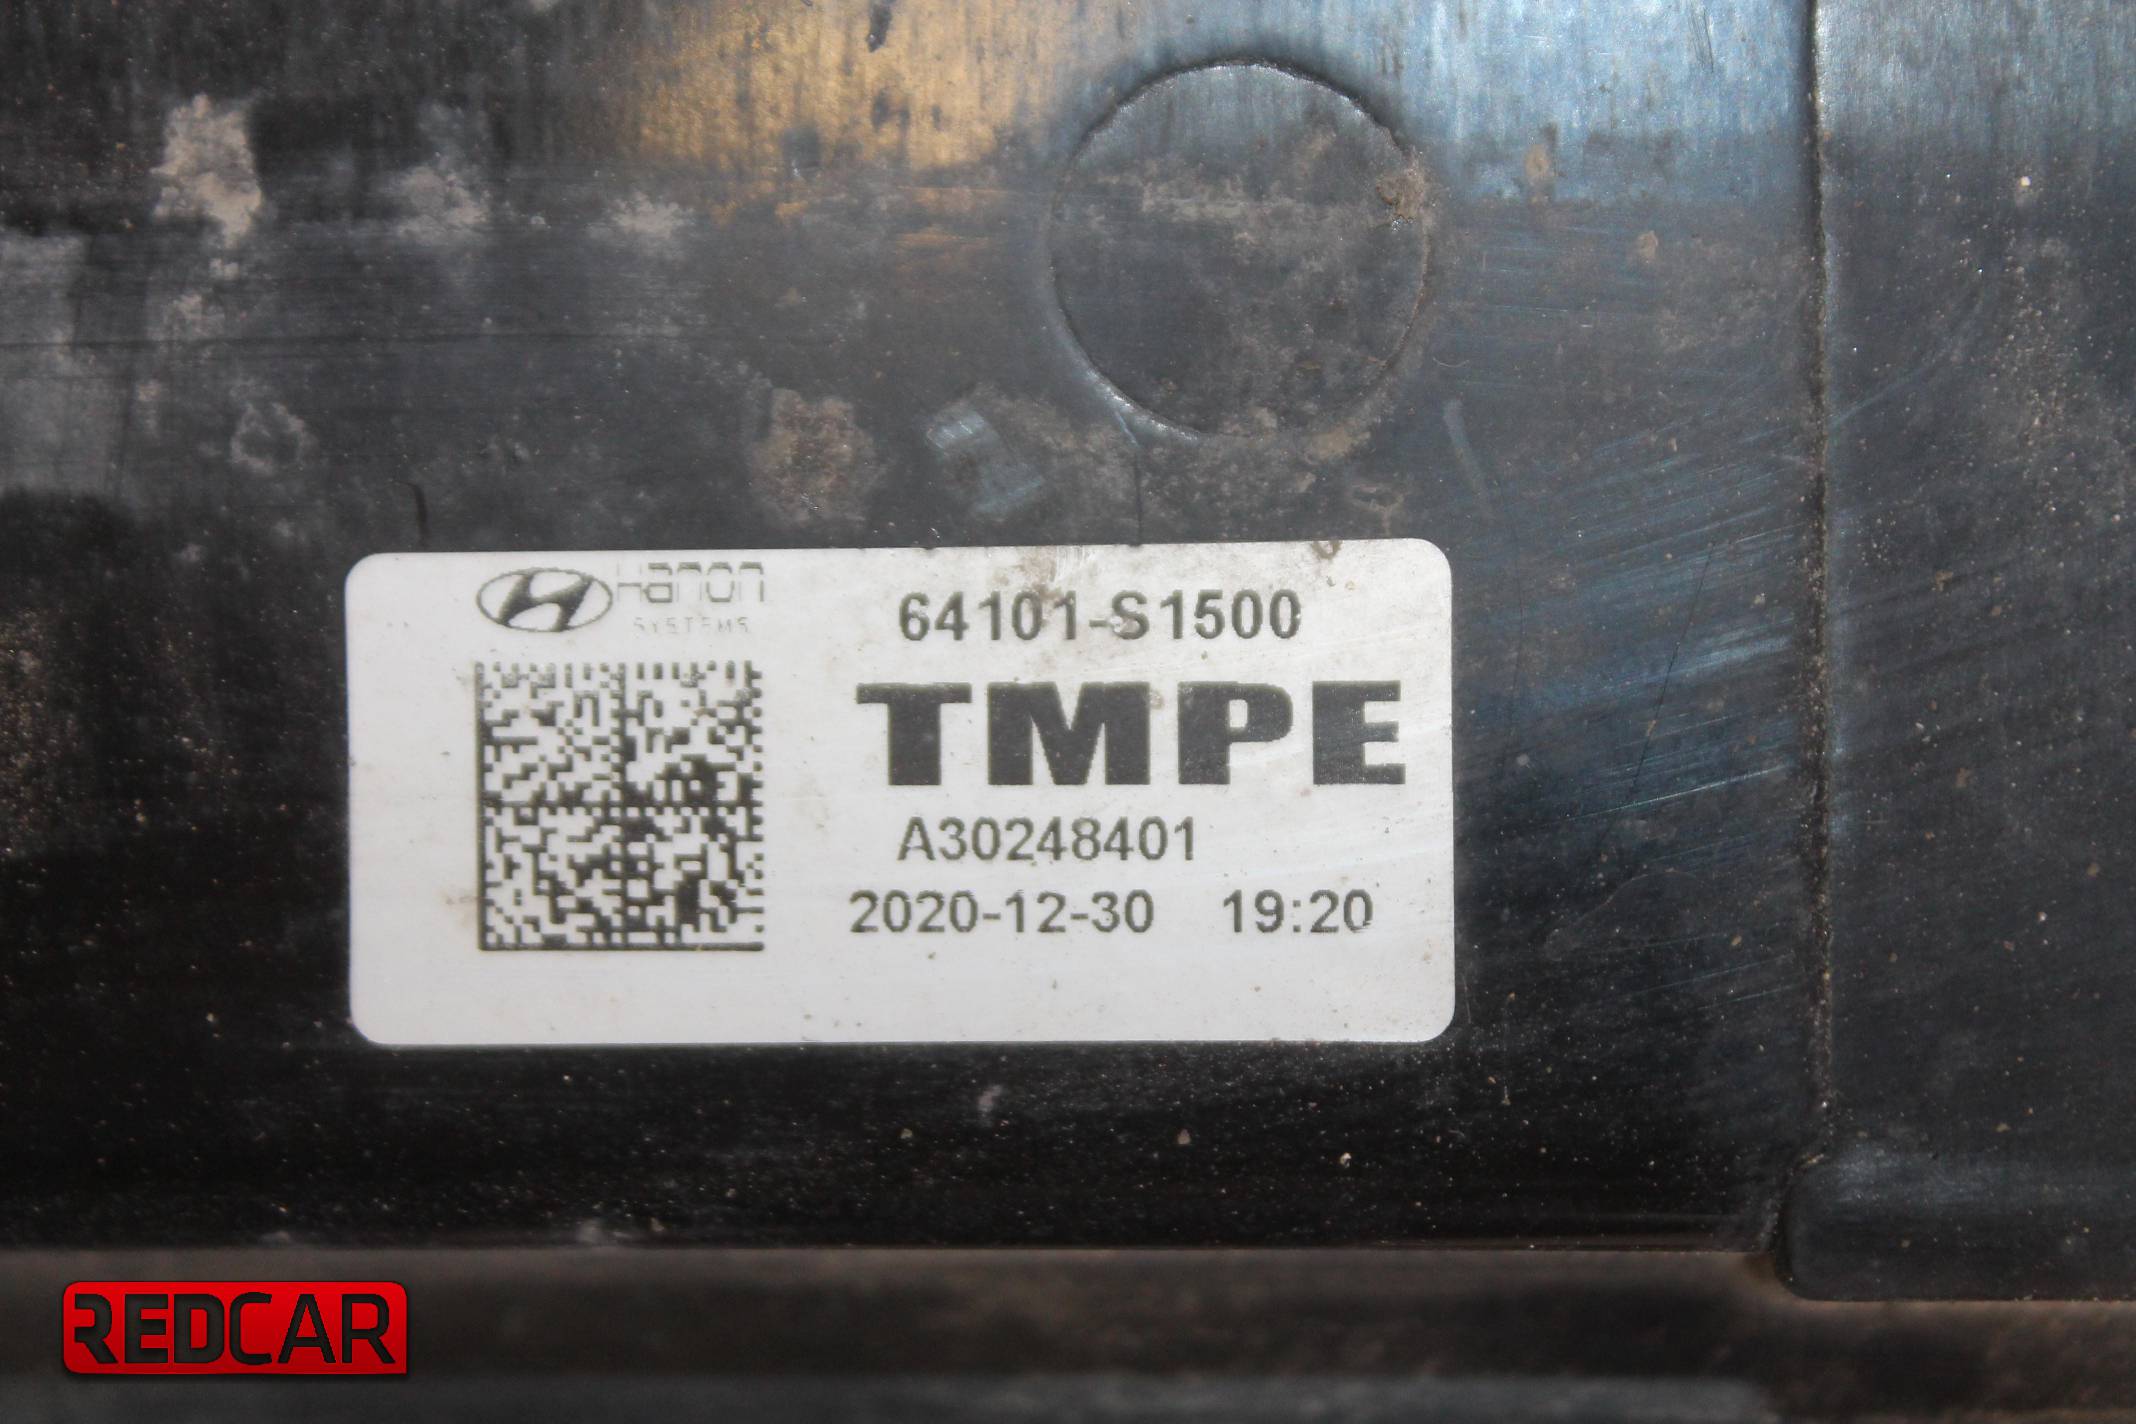 Hanon
SYSTEMS
64101-S1500
TMPE
A30248401
2020-12-30 19:20
REDCAR